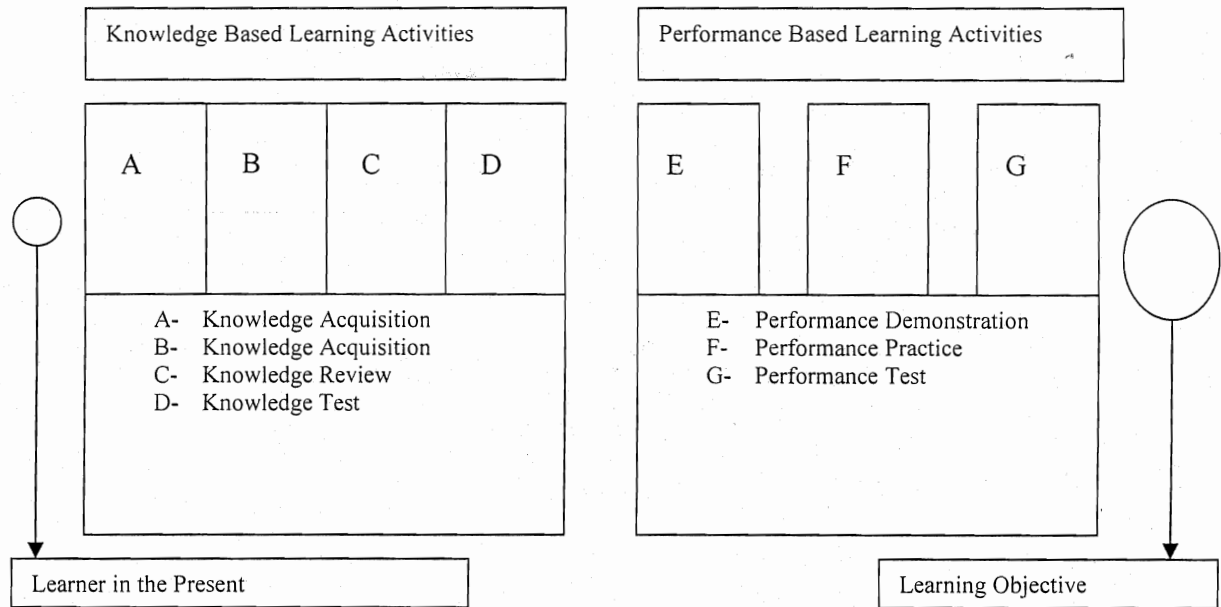 Knowledge Based Learning Activities
Performance Based Learning Activities
A B C D
E F G
A- Knowledge Acquisition
B- Knowledge Acquisition
C- Knowledge Review
D- Knowledge Test
E- Performance Demonstration
F- Performance Practice
G- Performance Test
Learner in the Present
Learning Objective